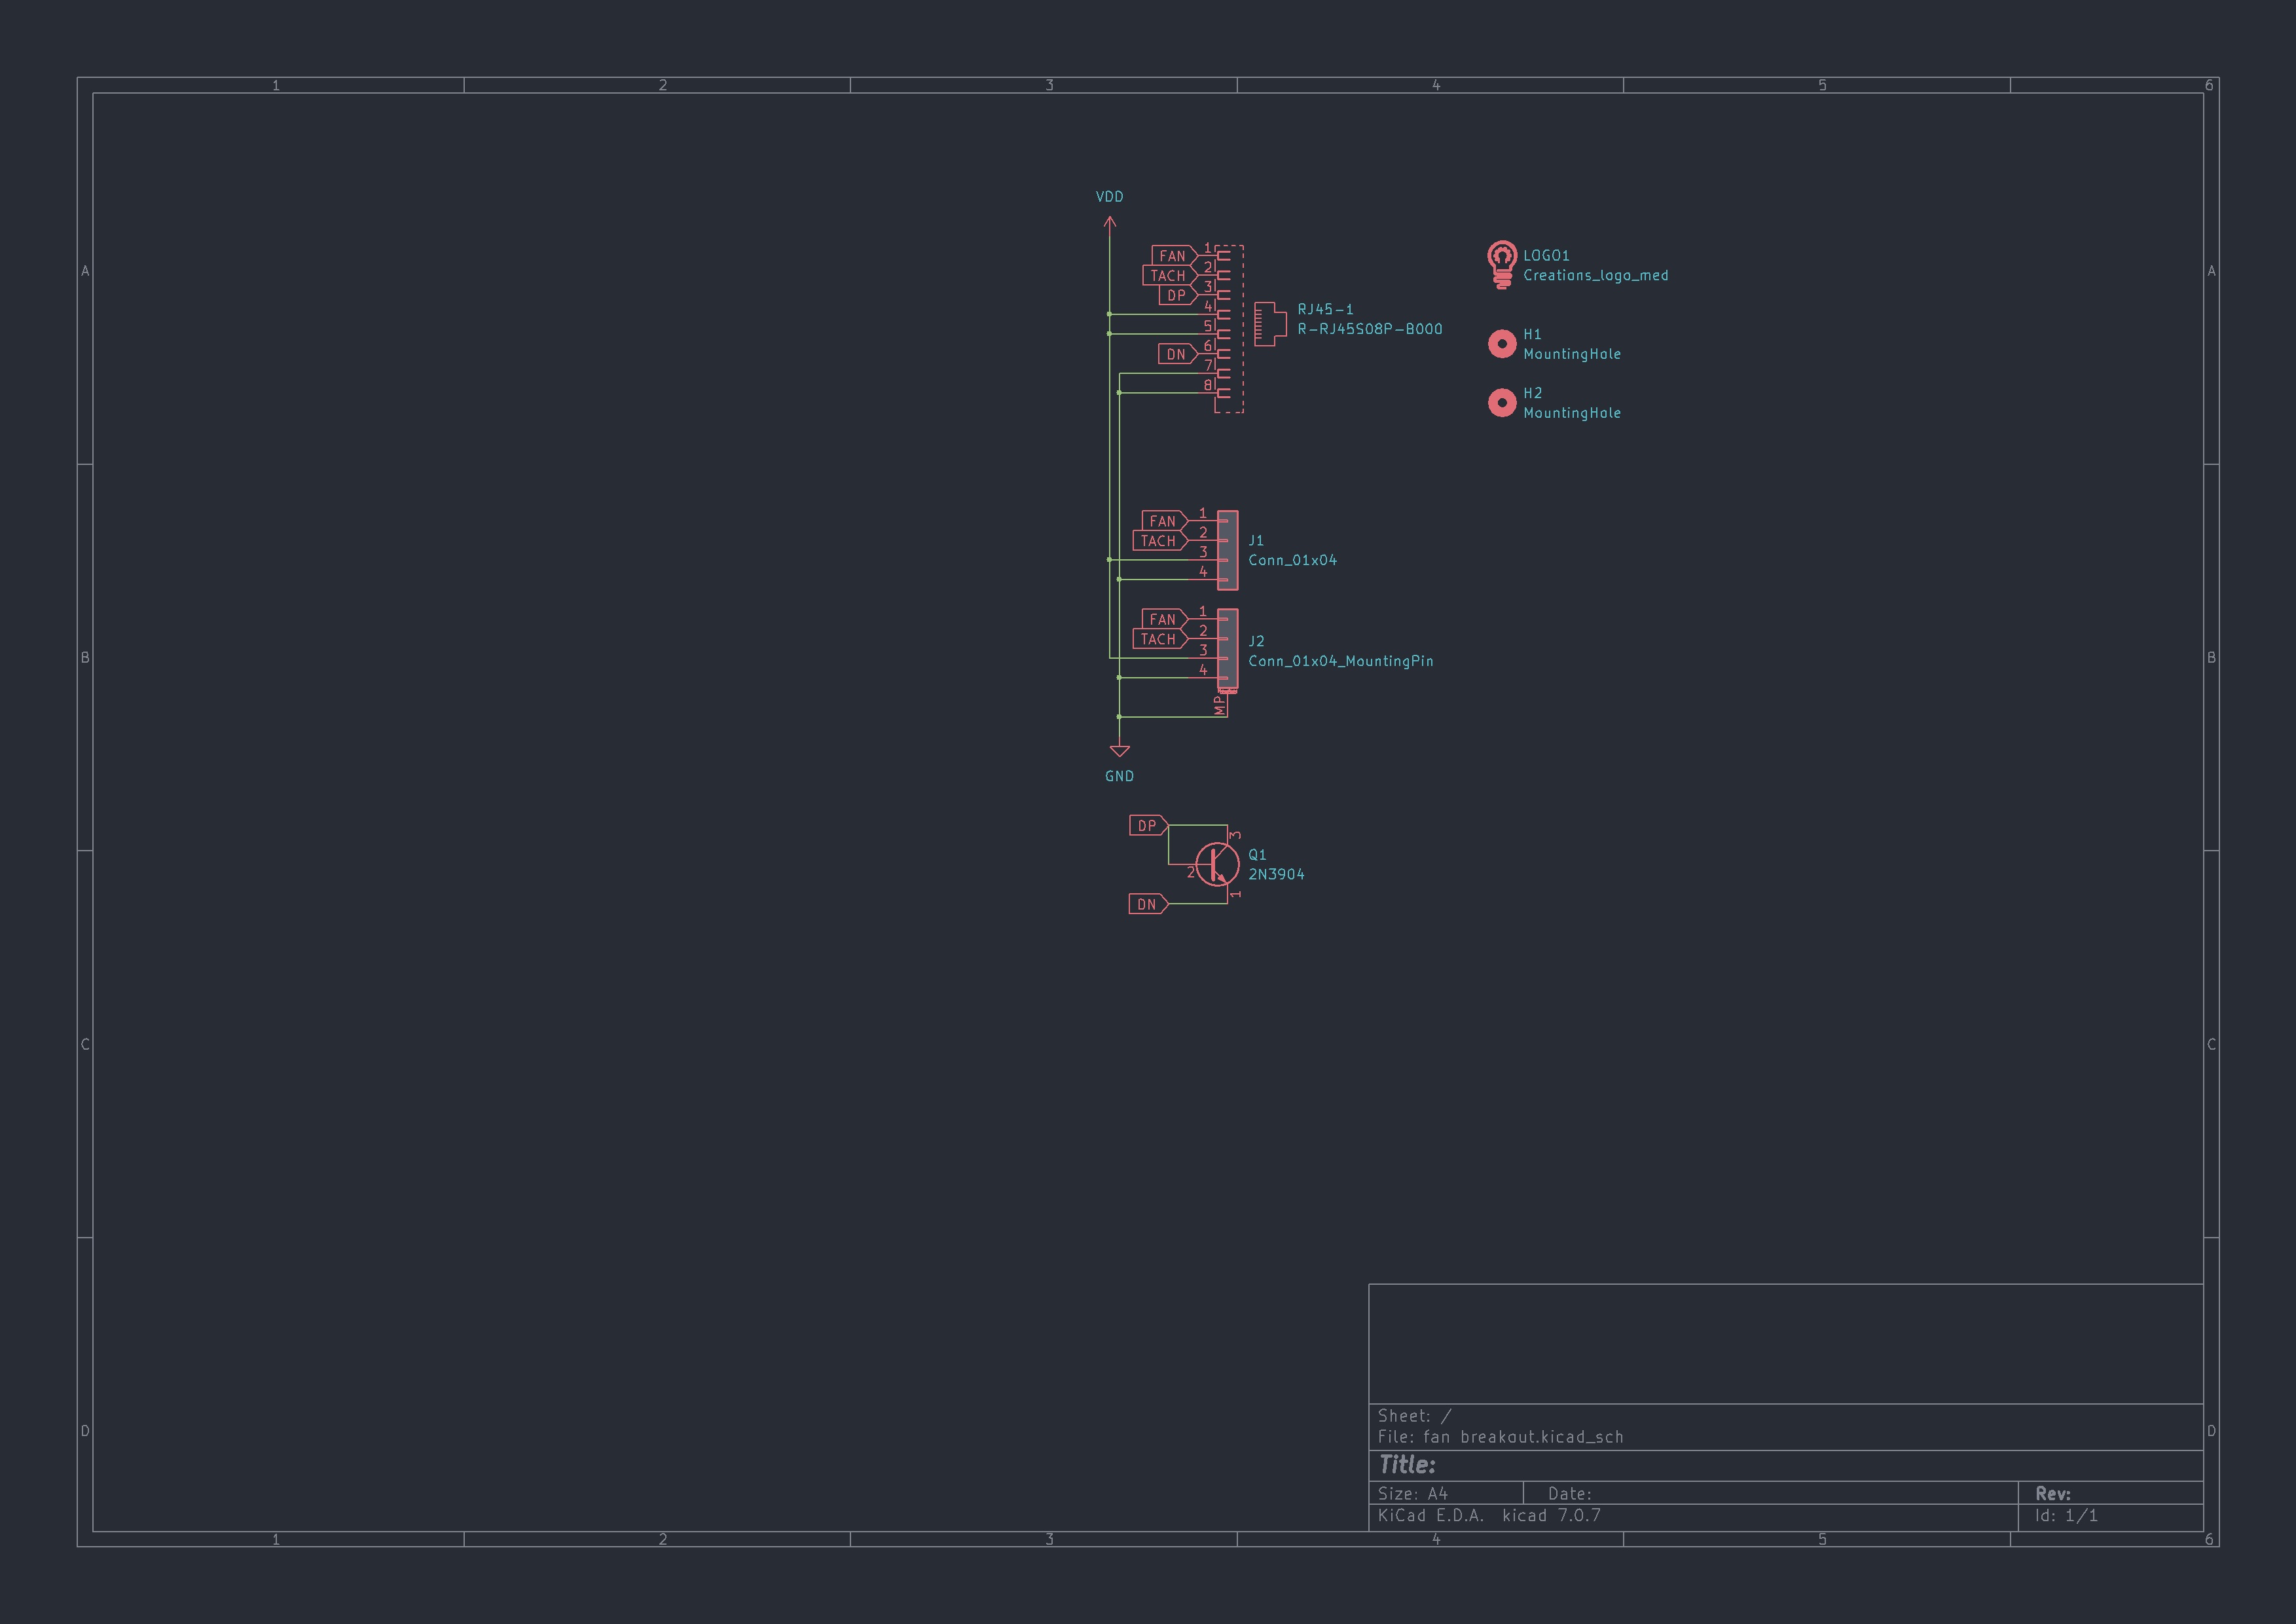 1 2 3 4 5 6
VDD
FAN 1
TACH 2
DP 3
4
5
DN 6
7
8
RJ45-1
R-RJ45S08P-B000
LOGO1
Creations_logo_med
H1
MountingHole
H2
MountingHole
A A
FAN 1
TACH 2
3
4
J1
Conn_01x04
FAN 1
TACH 2
3
4
MP
J2
Conn_01x04_MountingPin
B B
GND
DP
3
2
1
Q1
2N3904
DN
C C
D D
Sheet: /
File: fan breakout.kicad_sch
Title:
Size: A4 Date: Rev:
KiCad E.D.A. kicad 7.0.7 Id: 1/1
1 2 3 4 5 6